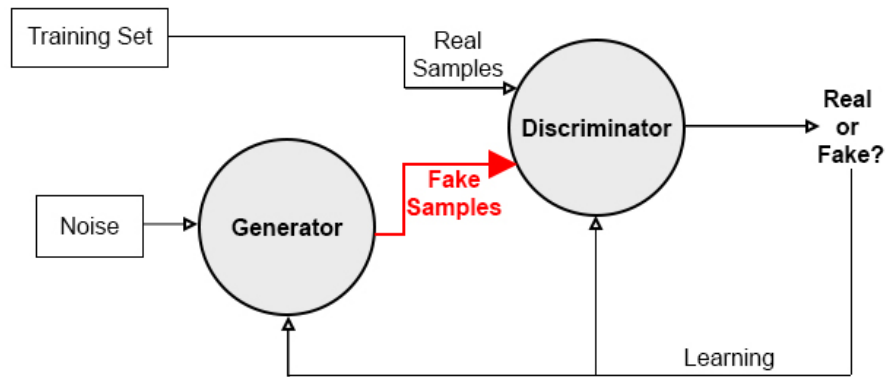 Training Set
Real
Samples
Discriminator
Real
or
Fake?
Fake
Samples
Noise
Generator
Learning